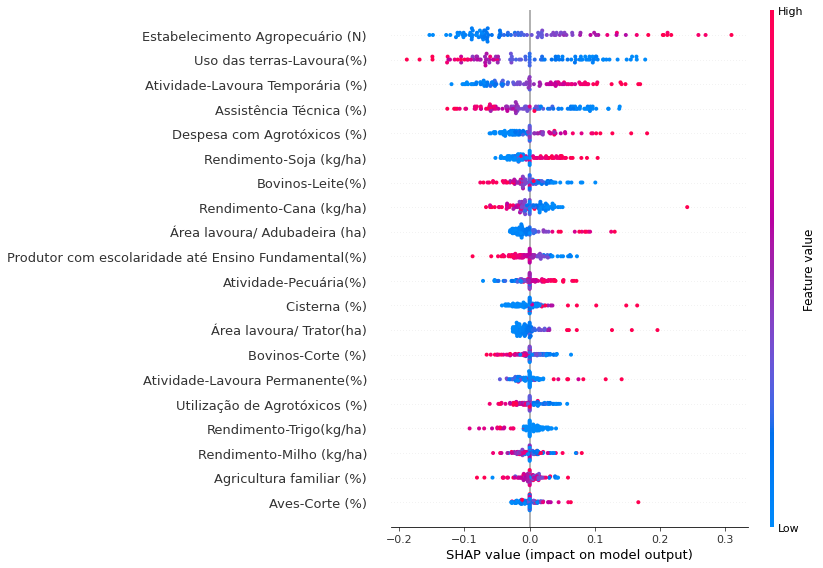 High
Estabelecimento Agropecuário (N)
Uso das terras-Lavoura(%)
Atividade-Lavoura Temporária (%)
Assistência Técnica (%)
Despesa com Agrotóxicos (%)
Rendimento-Soja (kg/ha)
Bovinos-Leite(%)
Rendimento-Cana (kg/ha)
Área lavoura/ Adubadeira (ha)
Produtor com escolaridade até Ensino Fundamental(%)
Atividade-Pecuária(%)
Cisterna (%)
Área lavoura/ Trator(ha)
Bovinos-Corte (%)
Atividade-Lavoura Permanente(%)
Utilização de Agrotóxicos (%)
Rendimento-Trigo(kg/ha)
Rendimento-Milho (kg/ha)
Agricultura familiar (%)
Aves-Corte (%)
Feature value
Low
−0.2 −0.1 0.0 0.1 0.2 0.3
SHAP value (impact on model output)